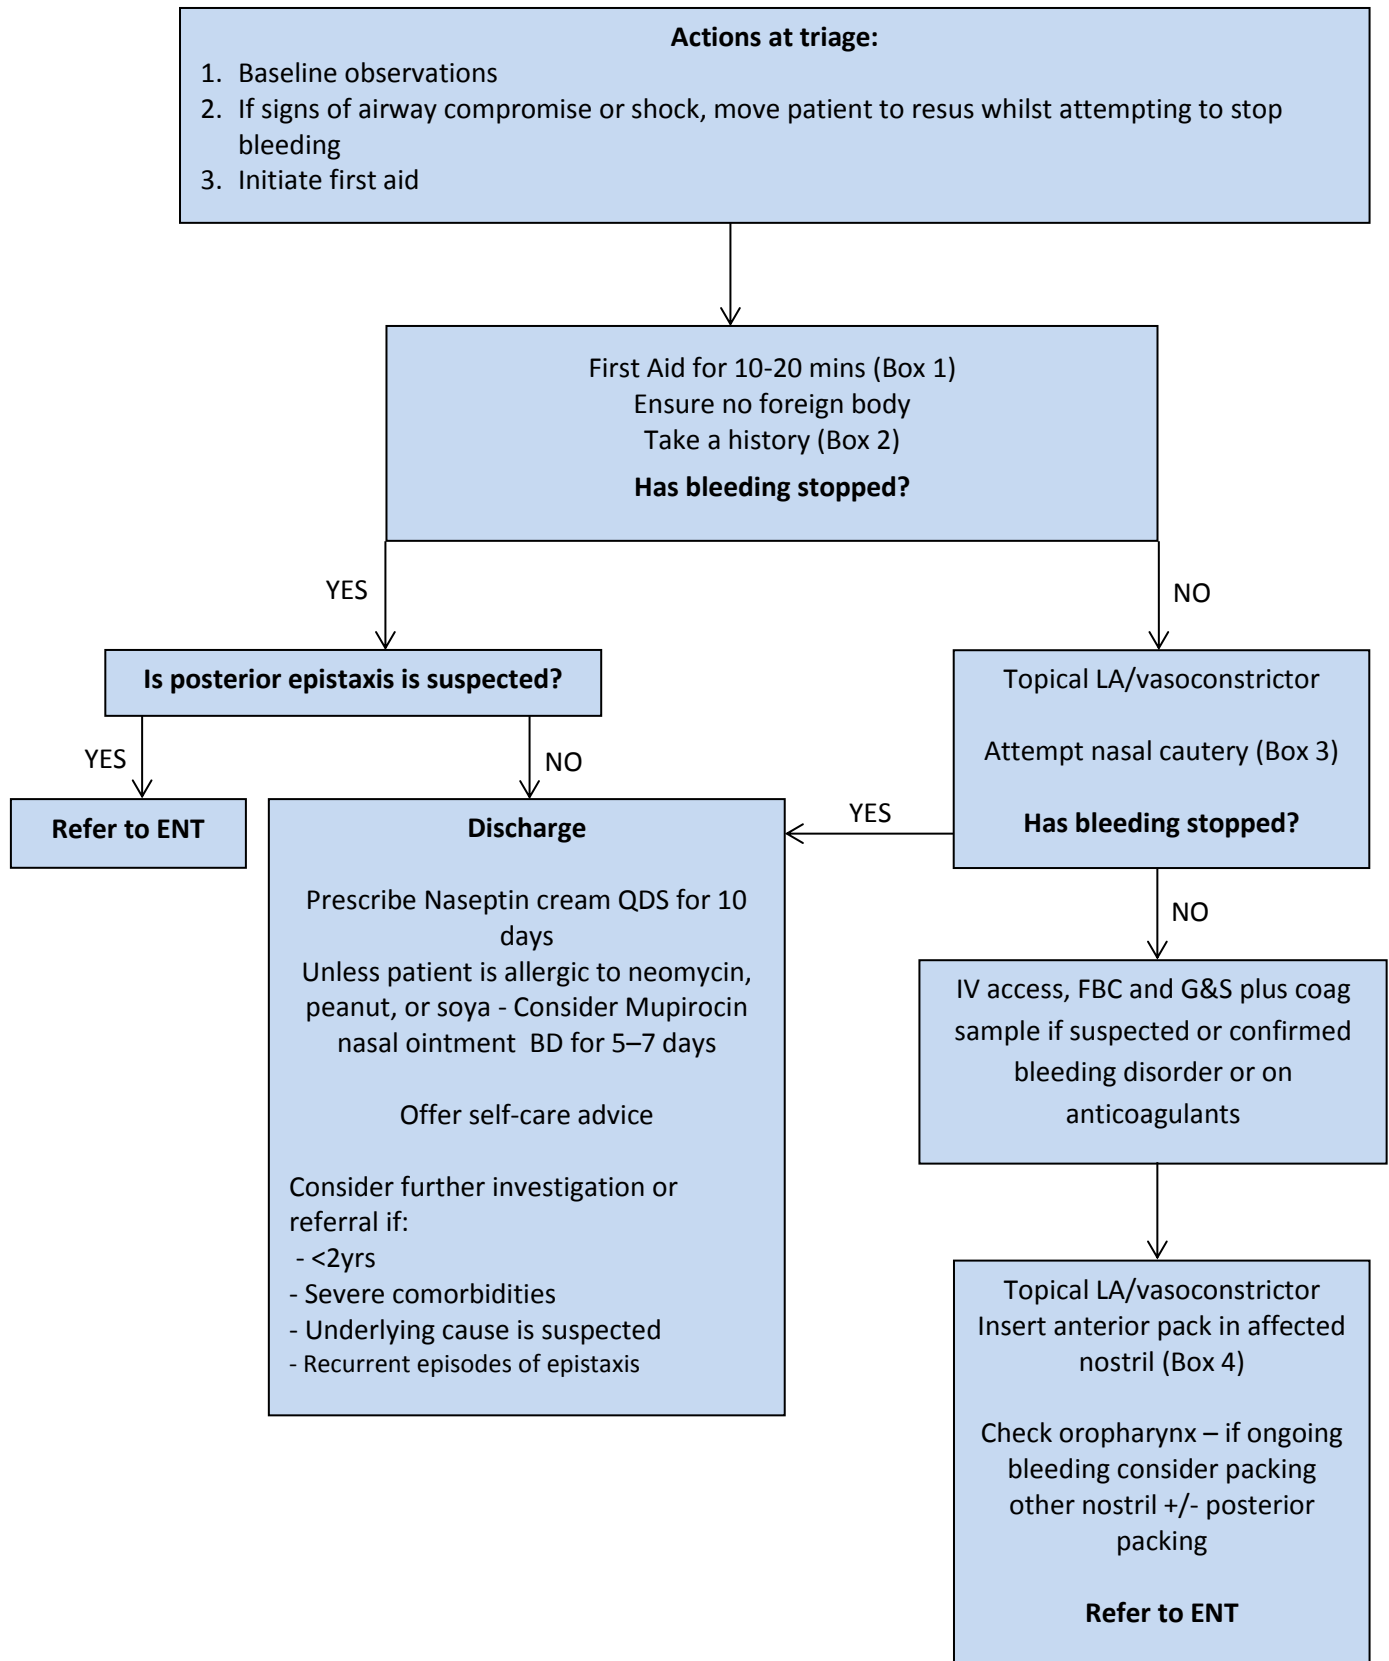 Actions at triage:
1. Baseline observations
2. If signs of airway compromise or shock, move patient to resus whilst attempting to stop
bleeding
3. Initiate first aid
First Aid for 10-20 mins (Box 1)
Ensure no foreign body
Take a history (Box 2)
Has bleeding stopped?
YES
NO
Is posterior epistaxis is suspected?
YES
NO
Refer to ENT
Topical LA/vasoconstrictor
Attempt nasal cautery (Box 3)
Has bleeding stopped?
YES
NO
Discharge
Prescribe Naseptin cream QDS for 10
days
Unless patient is allergic to neomycin,
peanut, or soya - Consider Mupirocin
nasal ointment  BD for 5–7 days
Offer self-care advice
Consider further investigation or
referral if:
- <2yrs
- Severe comorbidities
- Underlying cause is suspected
- Recurrent episodes of epistaxis
IV access, FBC and G&S plus coag
sample if suspected or confirmed
bleeding disorder or on
anticoagulants
Topical LA/vasoconstrictor
Insert anterior pack in affected
nostril (Box 4)
Check oropharynx – if ongoing
bleeding consider packing
other nostril +/- posterior
packing
Refer to ENT